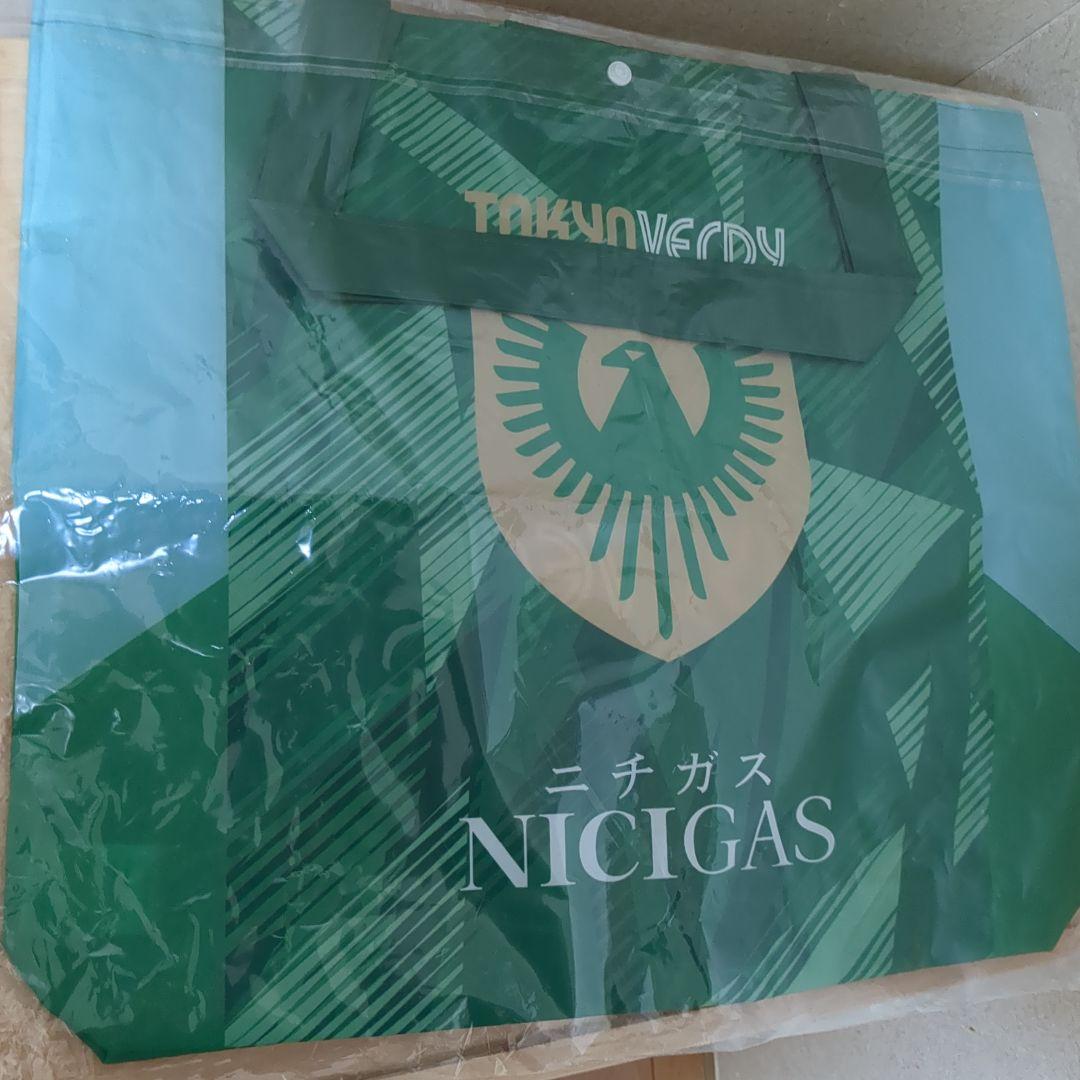 TOKYO VERDY
ニチガス
NICIGAS